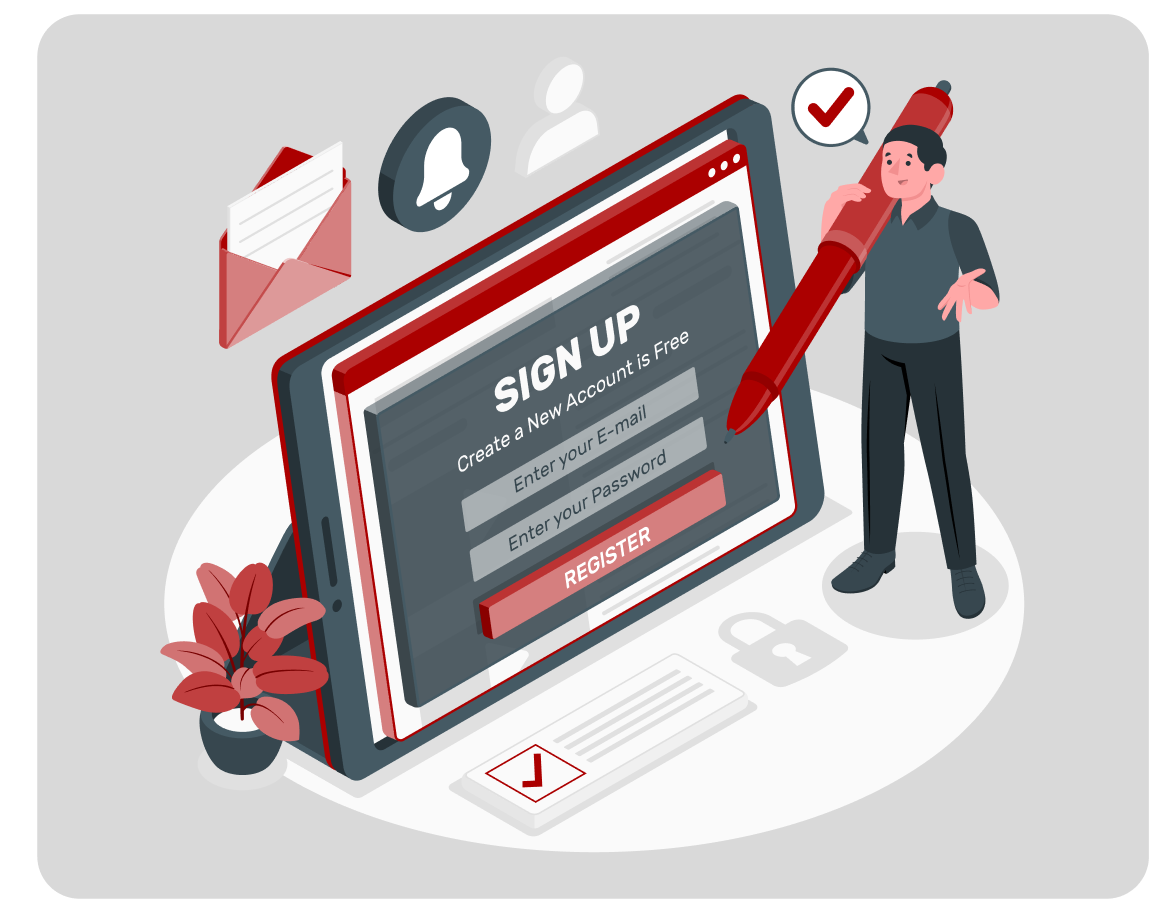 SIGN UP
Create a New Account is Free
Enter your E-mail
Enter your Password
REGISTER